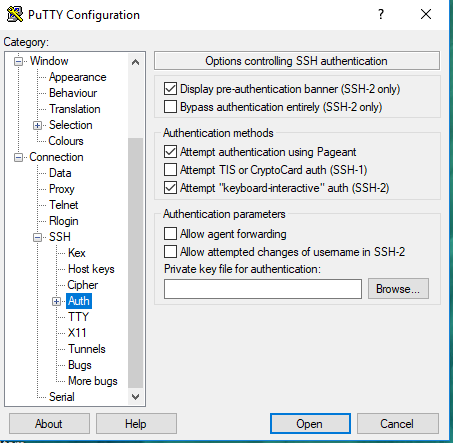 PuTTY Configuration
Category:
Window
Appearance
Behaviour
Translation
Selection
Colours
Connection
Data
Proxy
Telnet
Rlogin
SSH
Kex
Host keys
Cipher
Auth
TTY
X11
Tunnels
Bugs
More bugs
Serial
Options controlling SSH authentication
Display pre-authentication banner (SSH-2 only)
Bypass authentication entirely (SSH-2 only)
Authentication methods
Attempt authentication using Pageant
Attempt TIS or CryptoCard auth (SSH-1)
Attempt "keyboard-interactive" auth (SSH-2)
Authentication parameters
Allow agent forwarding
Allow attempted changes of username in SSH-2
Private key file for authentication:
Browse...
About
Help
Open
Cancel